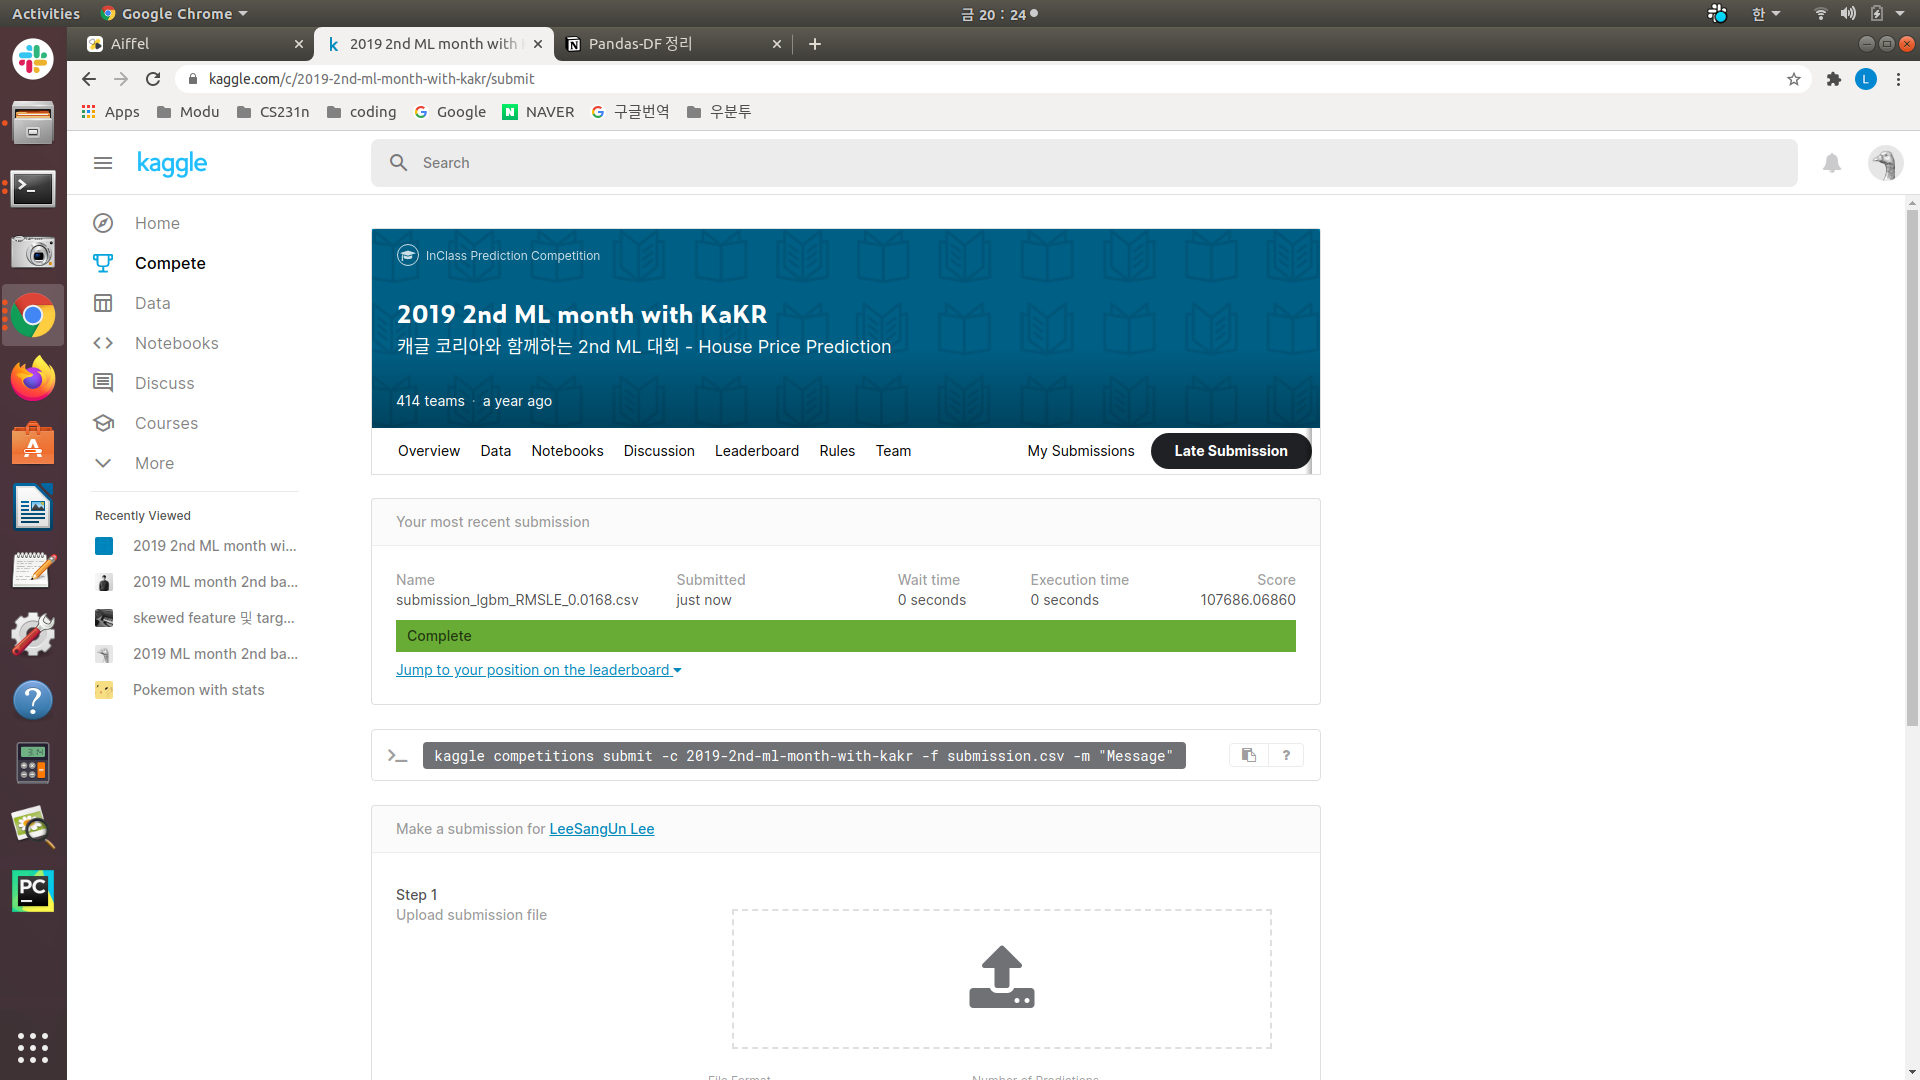 Activities
Google Chrome
금 20 : 24
한
Aiffel
2019 2nd ML month with
Pandas-DF 정리
kaggle.com/c/2019-2nd-ml-month-with-kakr/submit
L
Apps
Modu
CS231n
coding
Google
NAVER
구글번역
우분투
kaggle
Search
Home
Compete
Data
Notebooks
Discuss
Courses
More
Recently Viewed
2019 2nd ML month wi...
2019 ML month 2nd ba...
skewed feature 및 targ...
2019 ML month 2nd ba...
Pokemon with stats
InClass Prediction Competition
2019 2nd ML month with KaKR
캐글 코리아와 함께하는 2nd ML 대회 - House Price Prediction
414 teams · a year ago
Overview Data Notebooks Discussion Leaderboard Rules Team My Submissions Late Submission
Your most recent submission
Name Submitted Wait time Execution time Score
submission_lgbm_RMSLE_0.0168.csv just now 0 seconds 0 seconds 107686.06860
Complete
Jump to your position on the leaderboard
>_ kaggle competitions submit -c 2019-2nd-ml-month-with-kakr -f submission.csv -m "Message" ?
Make a submission for LeeSangUn Lee
Step 1
Upload submission file
File Format Number of Predictions
PC